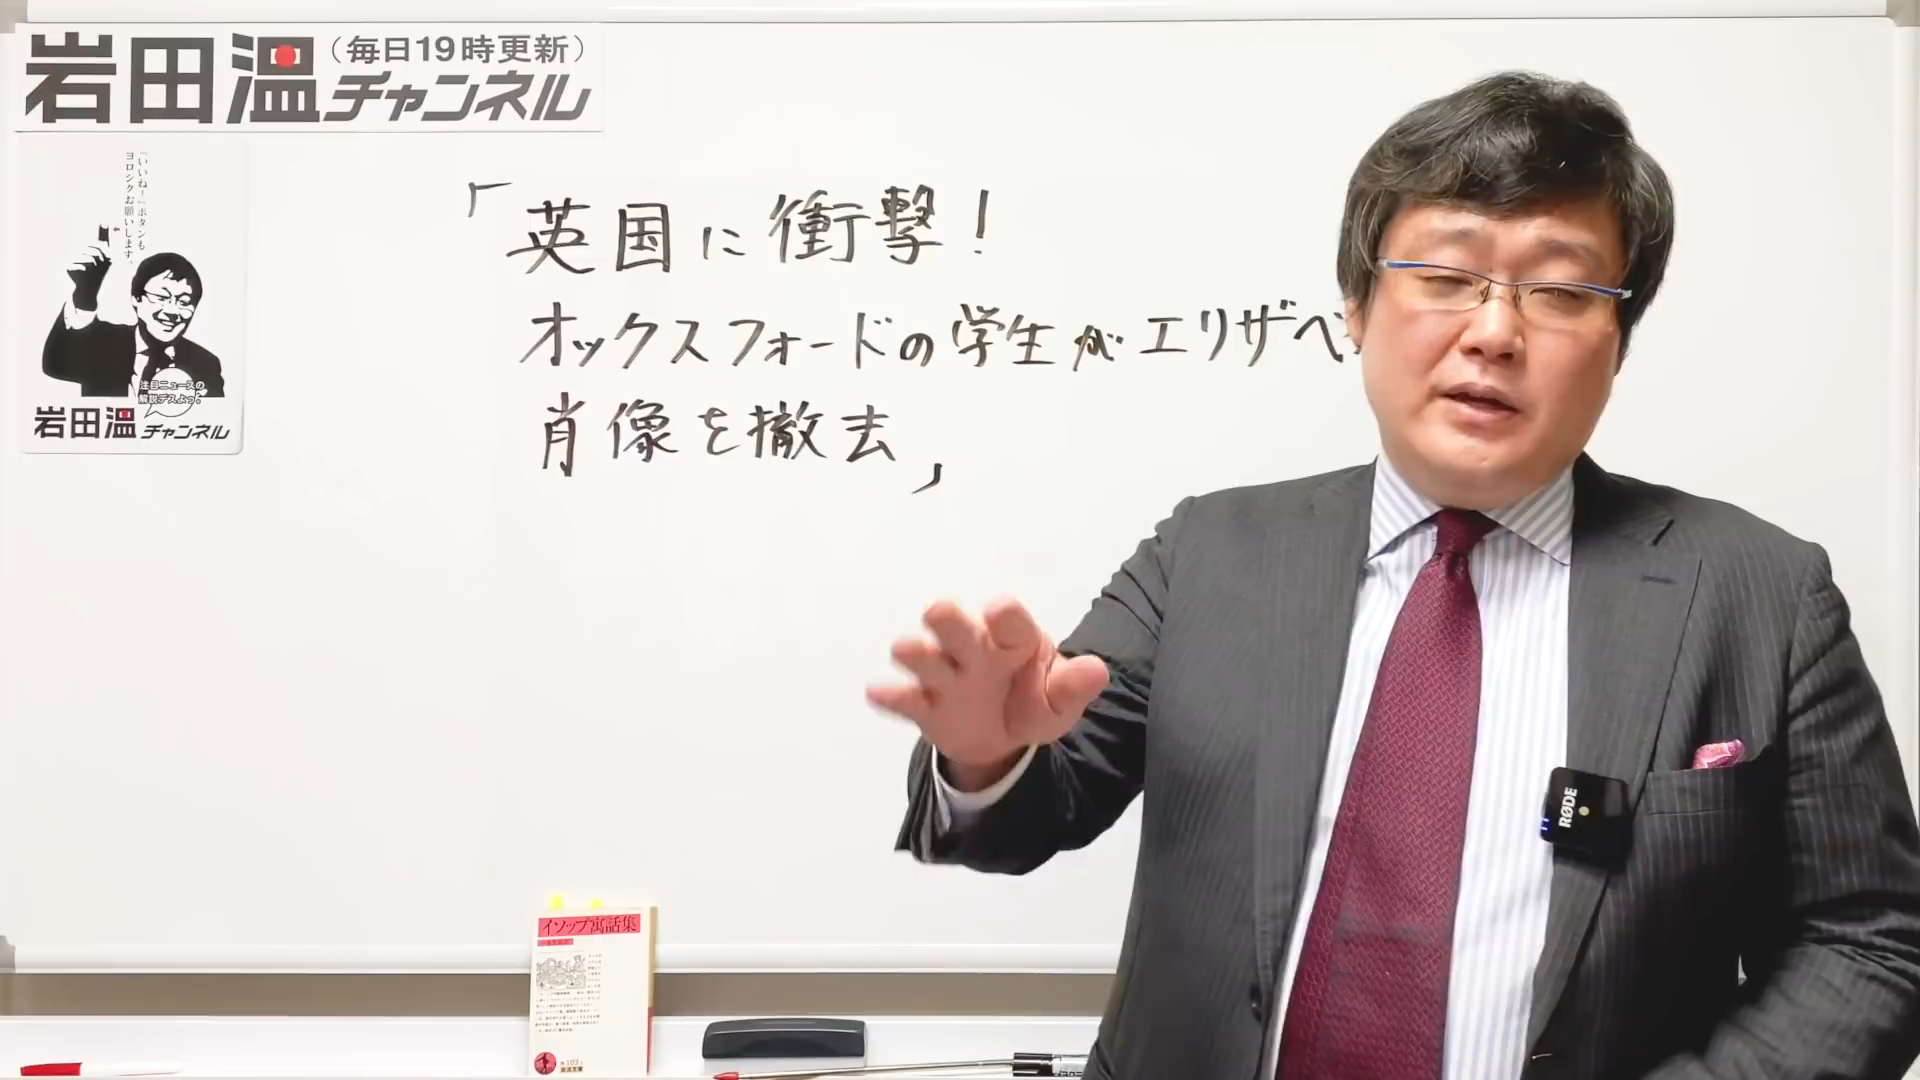 岩田温(毎日19時更新)
チャンネル
「いいね!」ボタンも
ヨロシクお願いします。
注目ニュースの
解説デスよっ!
岩田温チャンネル
「英国に衝撃!
オックスフォードの学生がエリザベ
肖像を撤去」
イソップ寓話集
RØDE
岩波文庫